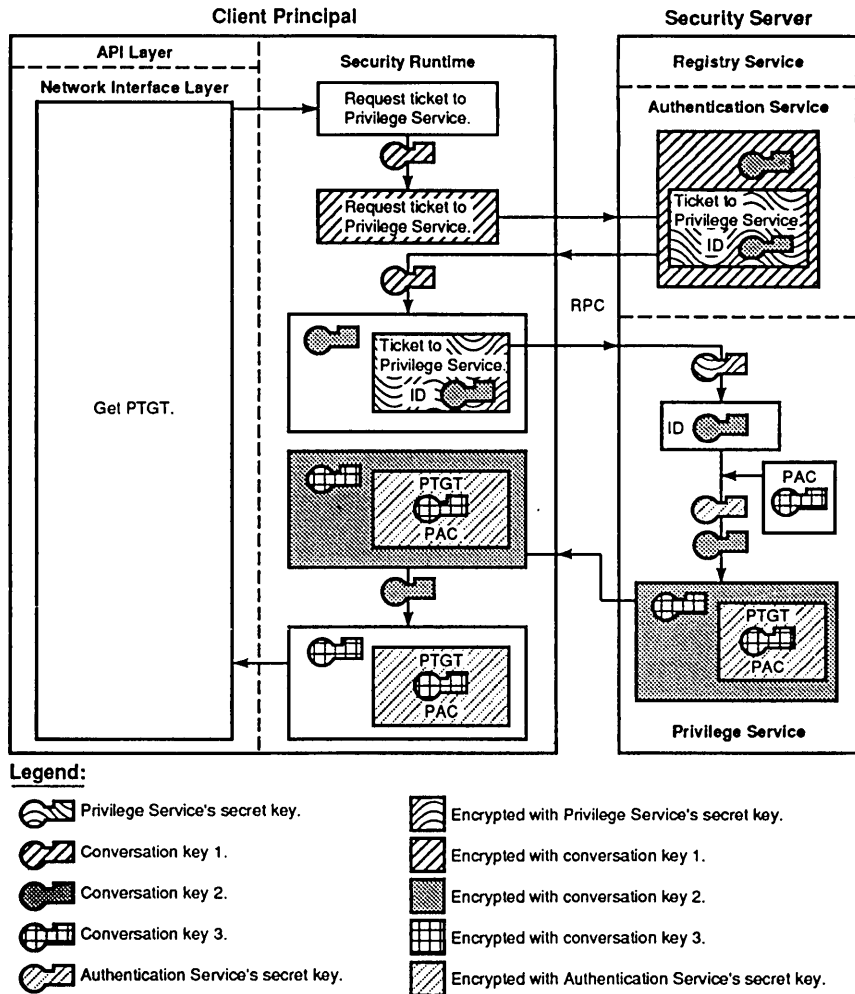 Client Principal
Security Server
API Layer
Network Interface Layer
Security Runtime
Registry Service
Authentication Service
Request ticket to
Privilege Service.
Request ticket to
Privilege Service.
Ticket to
Privilege Service
ID
RPC
Ticket to
Privilege Service.
ID
Get PTGT.
ID
PAC
PTGT
PAC
PTGT
PAC
PTGT
PAC
Privilege Service
Legend:
Privilege Service's secret key.
Conversation key 1.
Conversation key 2.
Conversation key 3.
Authentication Service's secret key.
Encrypted with Privilege Service's secret key.
Encrypted with conversation key 1.
Encrypted with conversation key 2.
Encrypted with conversation key 3.
Encrypted with Authentication Service's secret key.